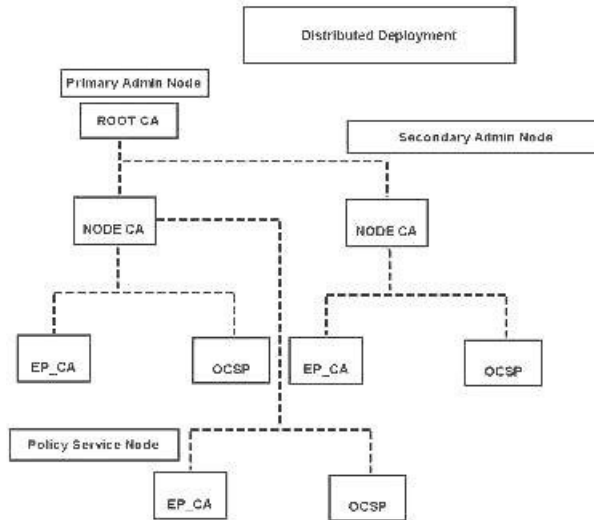 Distributed Deployment
Primary Admin Node
ROOT CA
Secondary Admin Node
NODE CA
NODE CA
EP_CA
OCSP
EP_CA
OCSP
Policy Service Node
EP_CA
OCSP